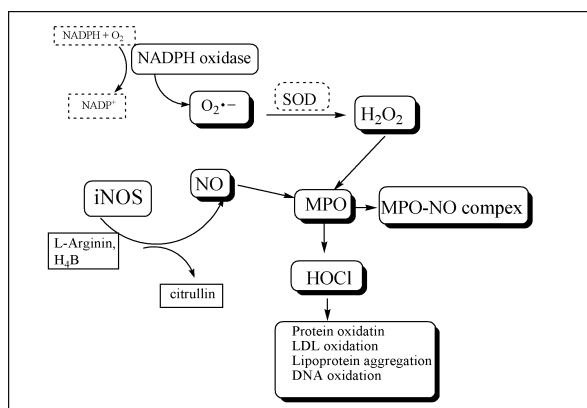 NADPH + O₂
NADPH oxidase
NADP⁺
O₂•−
SOD
H₂O₂
iNOS
NO
MPO
MPO-NO compex
L-Arginin,
H₄B
citrullin
HOCl
Protein oxidatin
LDL oxidation
Lipoprotein aggregation
DNA oxidation